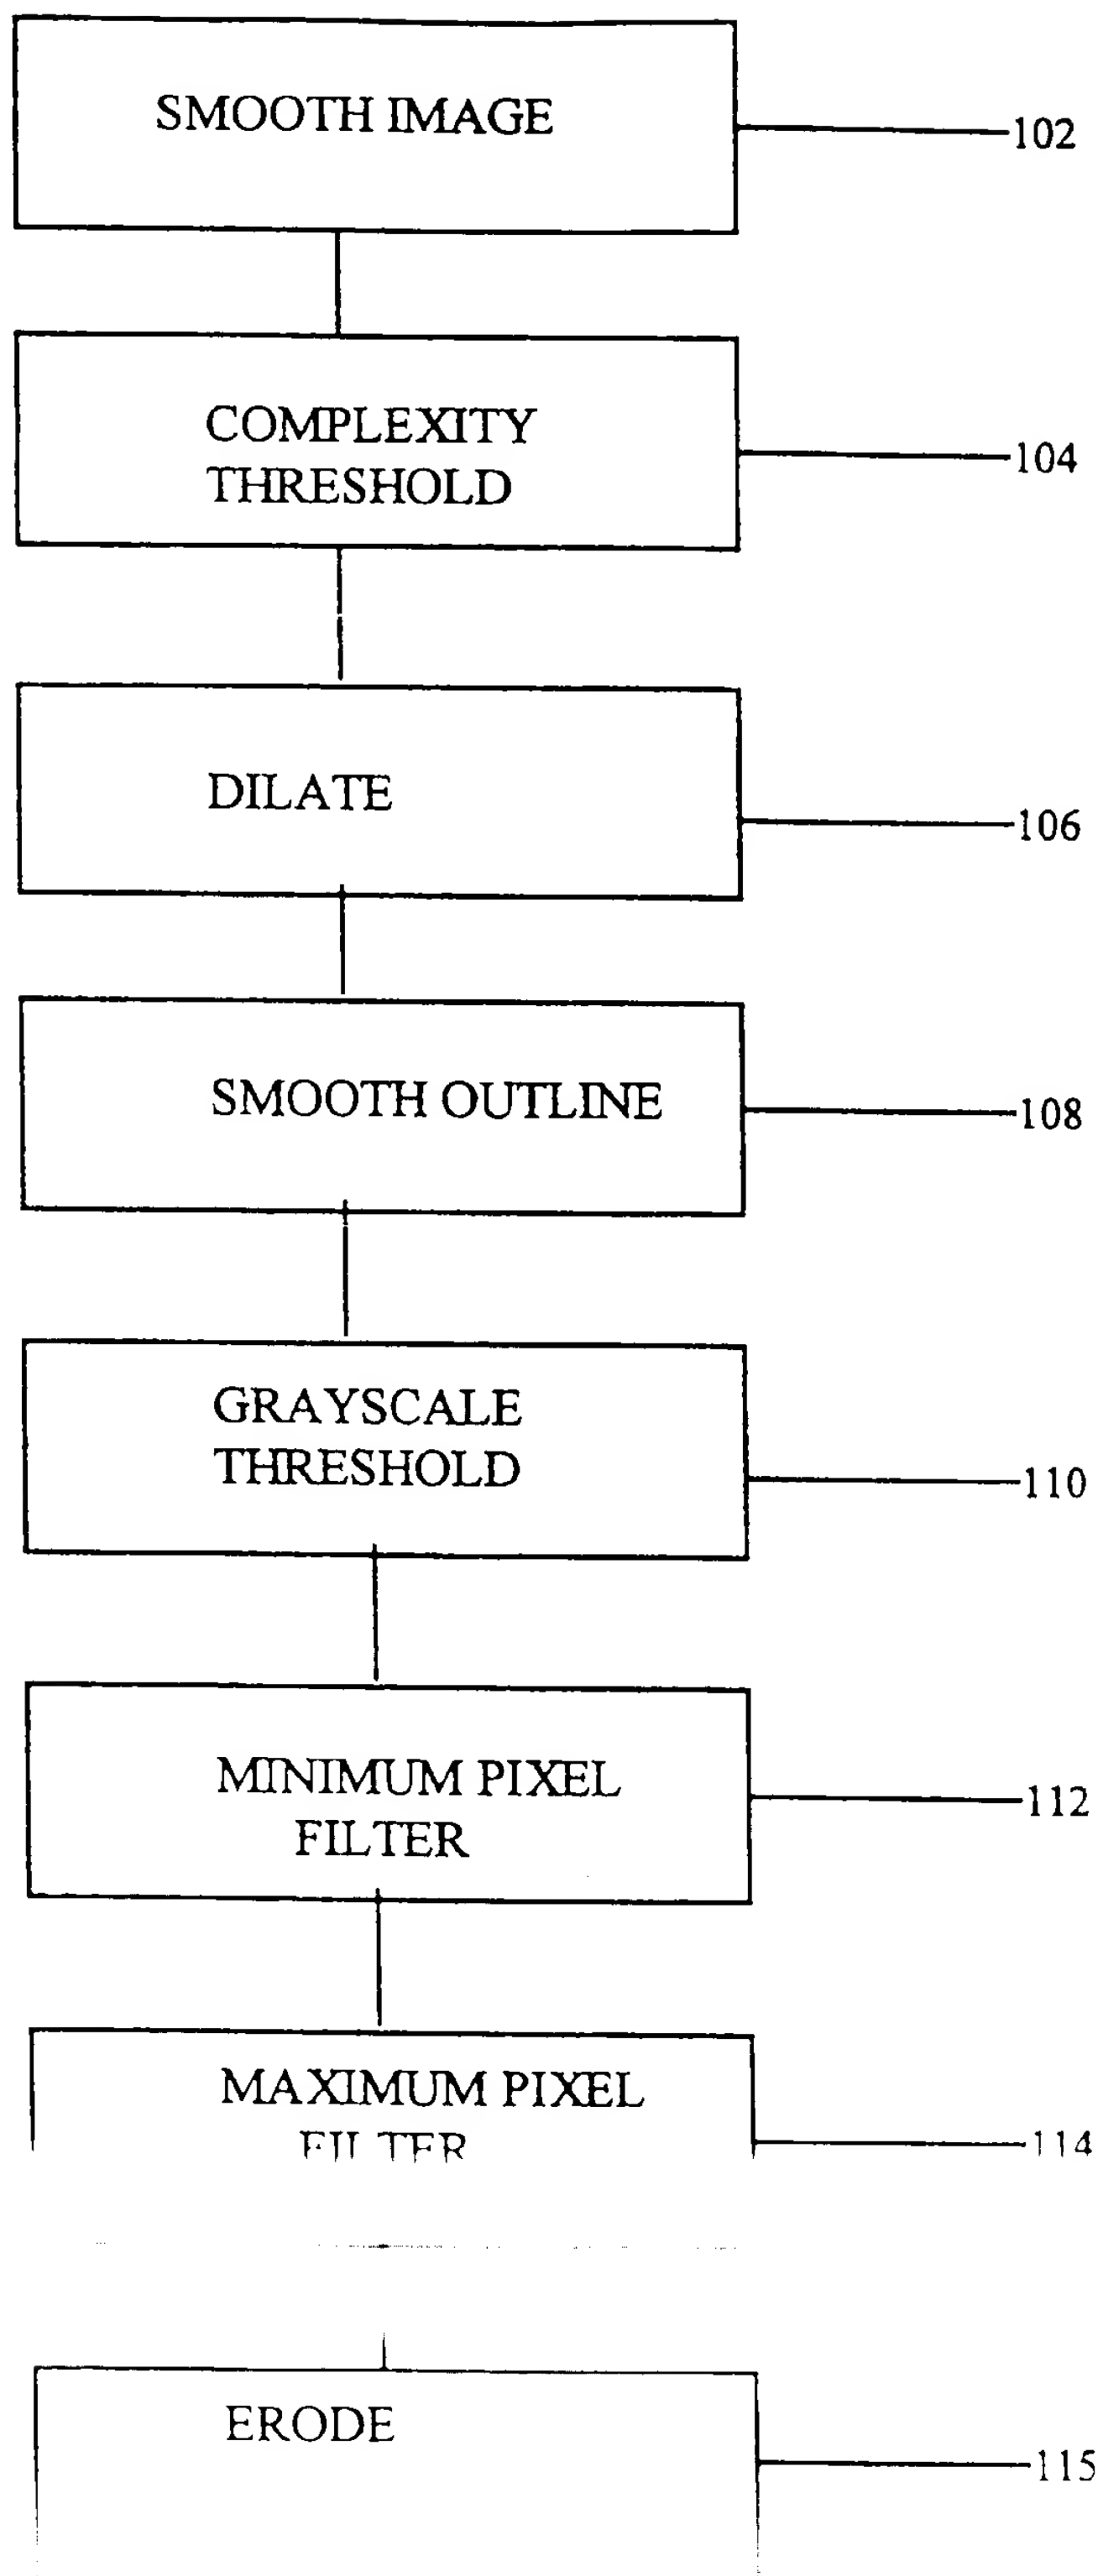 SMOOTH IMAGE
102
COMPLEXITY
THRESHOLD
104
DILATE
106
SMOOTH OUTLINE
108
GRAYSCALE
THRESHOLD
110
MINIMUM PIXEL
FILTER
112
MAXIMUM PIXEL
FILTER
114
ERODE
115